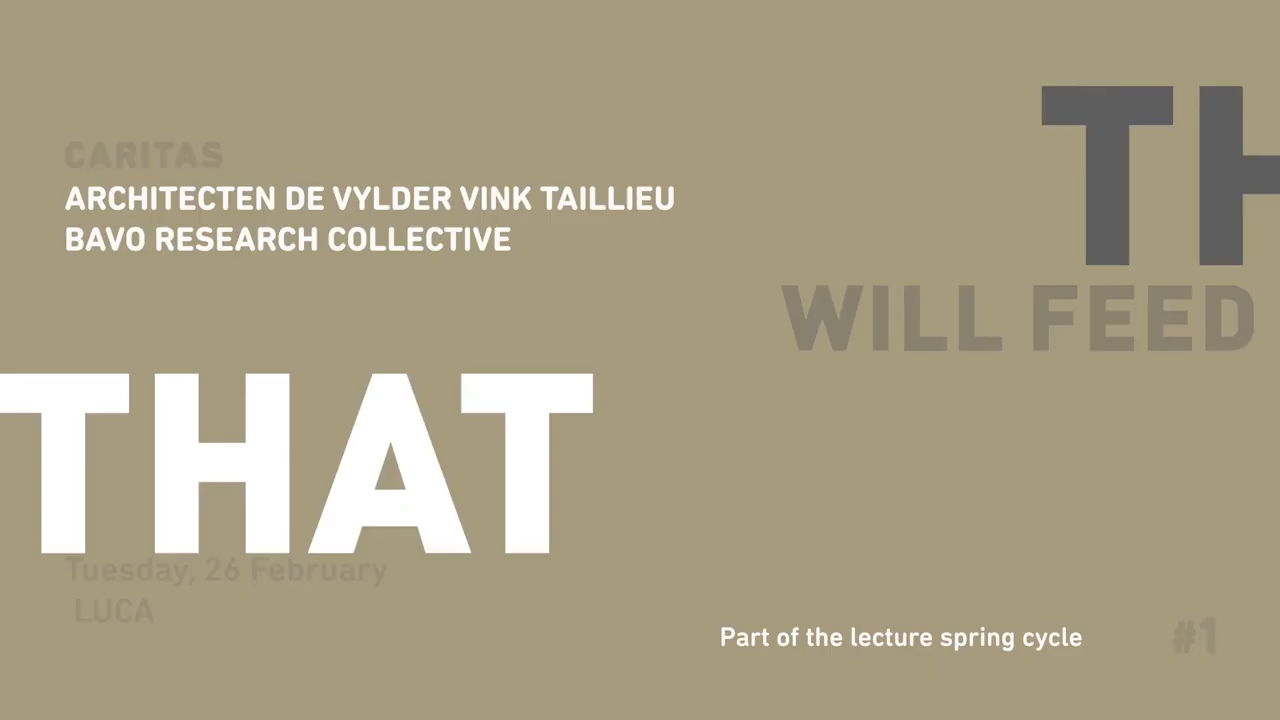 CARITAS
ARCHITECTEN DE VYLDER VINK TAILLIEU
BAVO RESEARCH COLLECTIVE
TH
WILL FEED
THAT
Tuesday, 26 February
LUCA
Part of the lecture spring cycle
#1